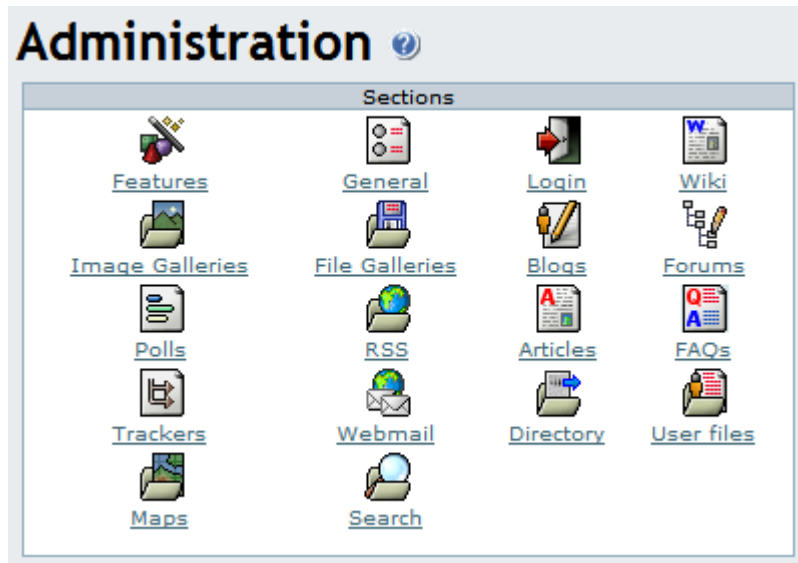 Administration
Sections
Features General Login Wiki
Image Galleries File Galleries Blogs Forums
Polls RSS Articles FAQs
Trackers Webmail Directory User files
Maps Search